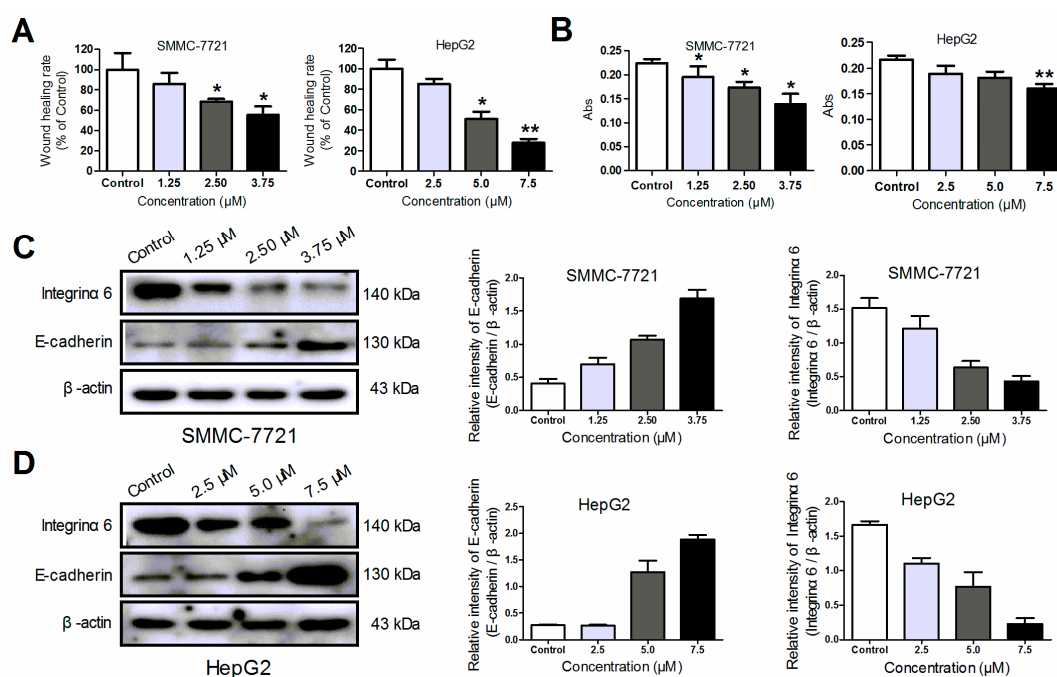 A
SMMC-7721
Wound healing rate
(% of Control)
120
100
80
60
40
20
0
*
*
Control 1.25 2.50 3.75
Concentration (µM)
HepG2
Wound healing rate
(% of Control)
120
100
80
60
40
20
0
*
**
Control 2.5 5.0 7.5
Concentration (µM)
B
SMMC-7721
Abs
0.25
0.20
0.15
0.10
0.05
0.00
*
*
*
Control 1.25 2.50 3.75
Concentration (µM)
HepG2
Abs
0.25
0.20
0.15
0.10
0.05
0.00
**
Control 2.5 5.0 7.5
Concentration (µM)
C
Control 1.25 µM 2.50 µM 3.75 µM
Integrinα 6 140 kDa
E-cadherin 130 kDa
β -actin 43 kDa
SMMC-7721
SMMC-7721
Relative intensity of E-cadherin
(E-cadherin / β -actin)
2.0
1.5
1.0
0.5
0.0
Control 1.25 2.50 3.75
Concentration (µM)
SMMC-7721
Relative intensity of Integrinα 6
(Integrinα 6 / β -actin)
2.0
1.5
1.0
0.5
0.0
Control 1.25 2.50 3.75
Concentration (µM)
D
Control 2.5 µM 5.0 µM 7.5 µM
Integrinα 6 140 kDa
E-cadherin 130 kDa
β -actin 43 kDa
HepG2
HepG2
Relative intensity of E-cadherin
(E-cadherin / β -actin)
2.5
2.0
1.5
1.0
0.5
0.0
Control 2.5 5.0 7.5
Concentration (µM)
HepG2
Relative intensity of Integrinα 6
(Integrinα 6 / β -actin)
2.0
1.5
1.0
0.5
0.0
Control 2.5 5.0 7.5
Concentration (µM)